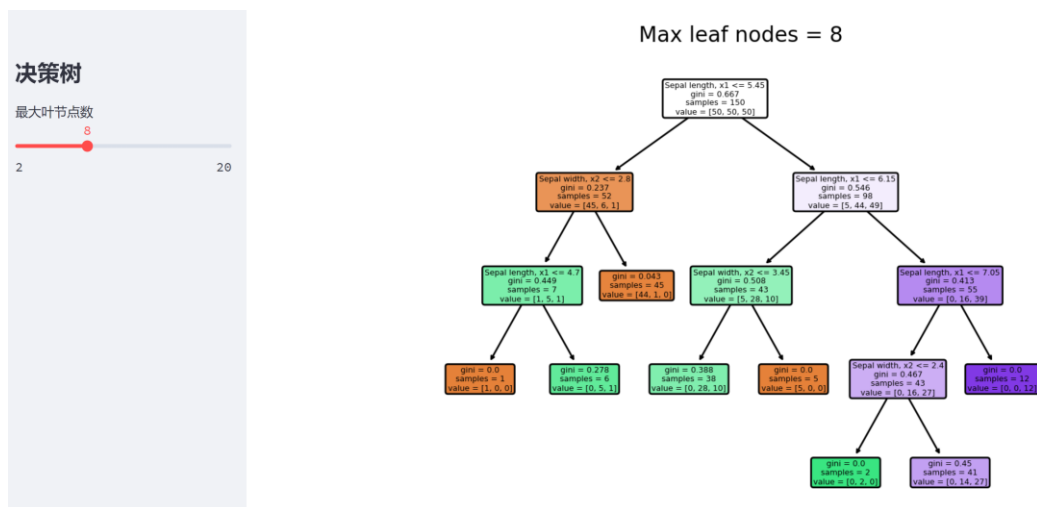 决策树
最大叶节点数
8
2
20
Max leaf nodes = 8
Sepal length, x1 <= 5.45
gini = 0.667
samples = 150
value = [50, 50, 50]
Sepal width, x2 <= 2.8
gini = 0.237
samples = 52
value = [45, 6, 1]
Sepal length, x1 <= 6.15
gini = 0.546
samples = 98
value = [5, 44, 49]
Sepal length, x1 <= 4.7
gini = 0.449
samples = 7
value = [1, 5, 1]
gini = 0.043
samples = 45
value = [44, 1, 0]
Sepal width, x2 <= 3.45
gini = 0.508
samples = 43
value = [5, 28, 10]
Sepal length, x1 <= 7.05
gini = 0.413
samples = 55
value = [0, 16, 39]
gini = 0.0
samples = 1
value = [1, 0, 0]
gini = 0.278
samples = 6
value = [0, 5, 1]
gini = 0.388
samples = 38
value = [0, 28, 10]
gini = 0.0
samples = 5
value = [5, 0, 0]
Sepal width, x2 <= 2.4
gini = 0.467
samples = 43
value = [0, 16, 27]
gini = 0.0
samples = 12
value = [0, 0, 12]
gini = 0.0
samples = 2
value = [0, 2, 0]
gini = 0.45
samples = 41
value = [0, 14, 27]